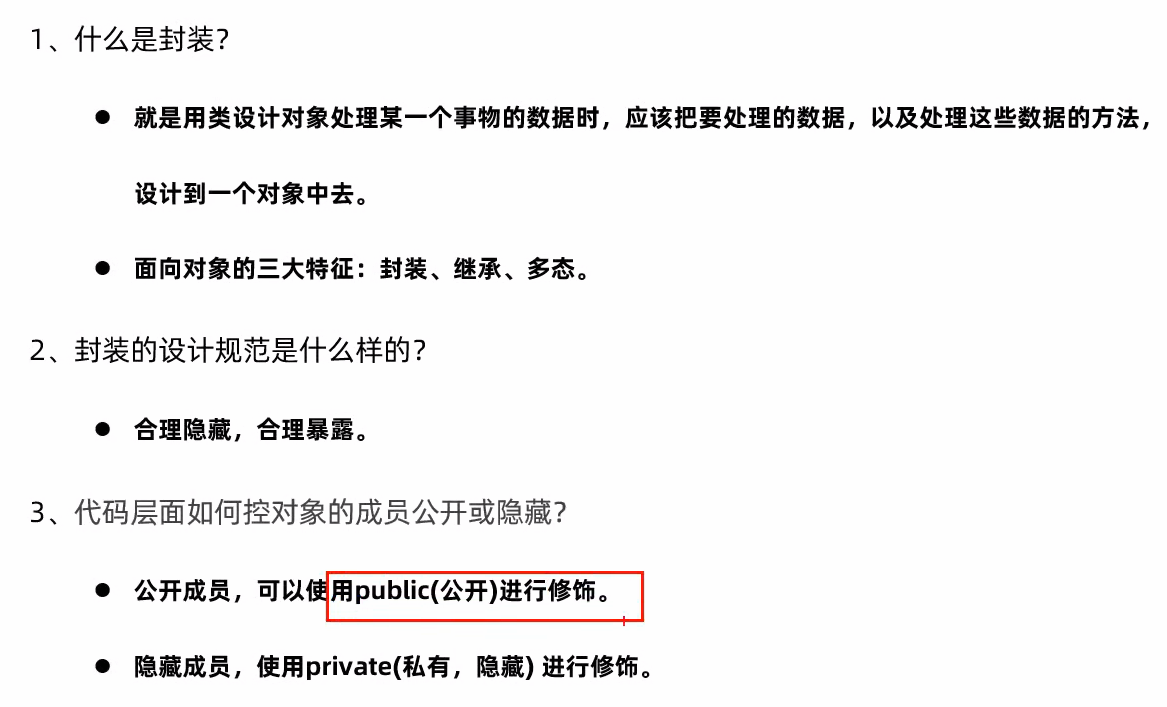 1、什么是封装？
● 就是用类设计对象处理某一个事物的数据时，应该把要处理的数据，以及处理这些数据的方法，
设计到一个对象中去。
● 面向对象的三大特征：封装、继承、多态。
2、封装的设计规范是什么样的？
● 合理隐藏，合理暴露。
3、代码层面如何控对象的成员公开或隐藏？
● 公开成员，可以使用public(公开)进行修饰。
● 隐藏成员，使用private(私有，隐藏) 进行修饰。